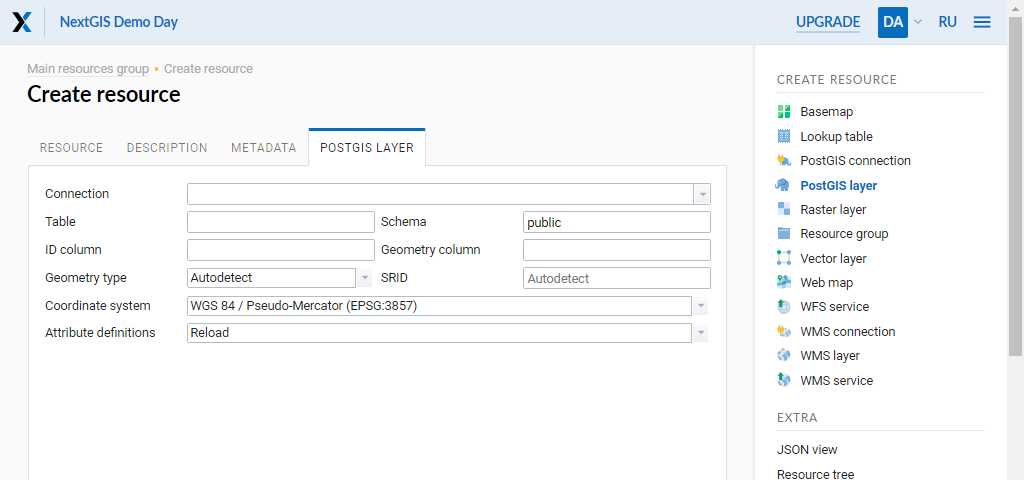 NextGIS Demo Day
UPGRADE
DA
RU
Main resources group • Create resource
Create resource
RESOURCE DESCRIPTION METADATA POSTGIS LAYER
Connection
Table
Schema public
ID column
Geometry column
Geometry type Autodetect
SRID Autodetect
Coordinate system WGS 84 / Pseudo-Mercator (EPSG:3857)
Attribute definitions Reload
CREATE RESOURCE
Basemap
Lookup table
PostGIS connection
PostGIS layer
Raster layer
Resource group
Vector layer
Web map
WFS service
WMS connection
WMS layer
WMS service
EXTRA
JSON view
Resource tree